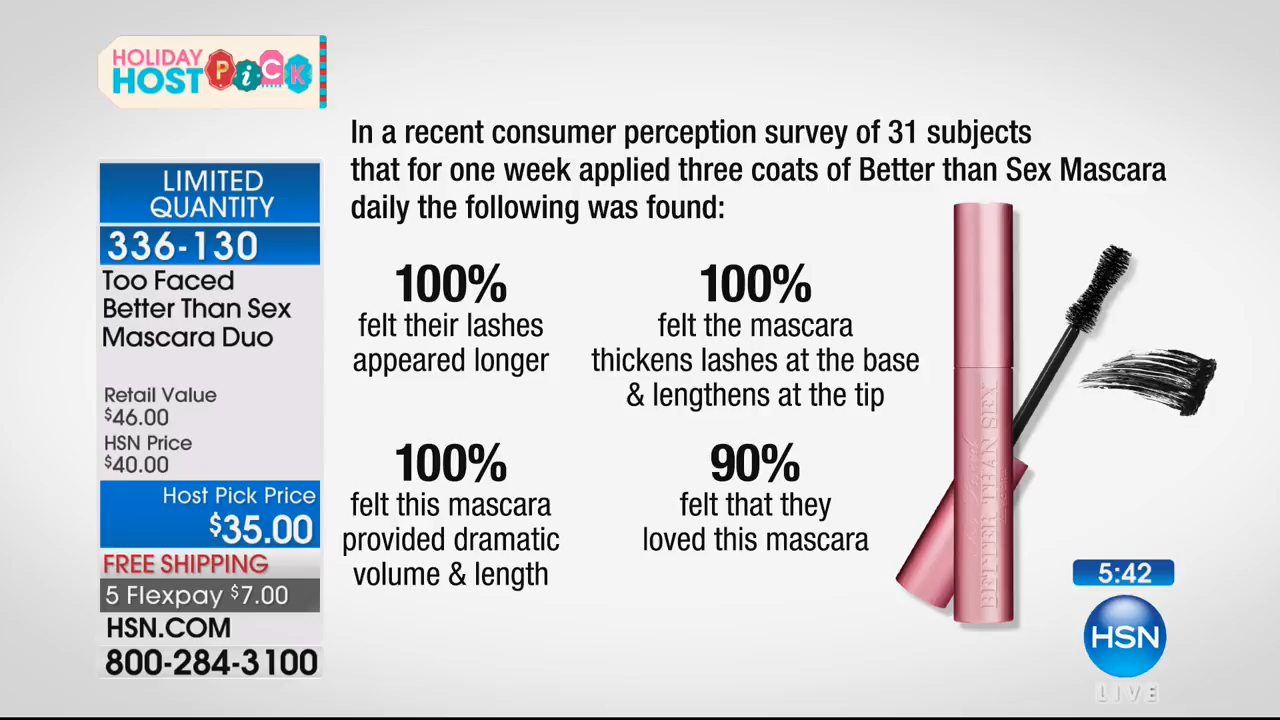 HOLIDAY
HOST PiCK
LIMITED
QUANTITY
336-130
Too Faced
Better Than Sex
Mascara Duo
Retail Value
$46.00
HSN Price
$40.00
Host Pick Price
$35.00
FREE SHIPPING
5 Flexpay $7.00
HSN.COM
800-284-3100
In a recent consumer perception survey of 31 subjects
that for one week applied three coats of Better than Sex Mascara
daily the following was found:
100%
felt their lashes
appeared longer
100%
felt the mascara
thickens lashes at the base
& lengthens at the tip
100%
felt this mascara
provided dramatic
volume & length
90%
felt that they
loved this mascara
BETTER THAN SEX
5:42
HSN
LIVE